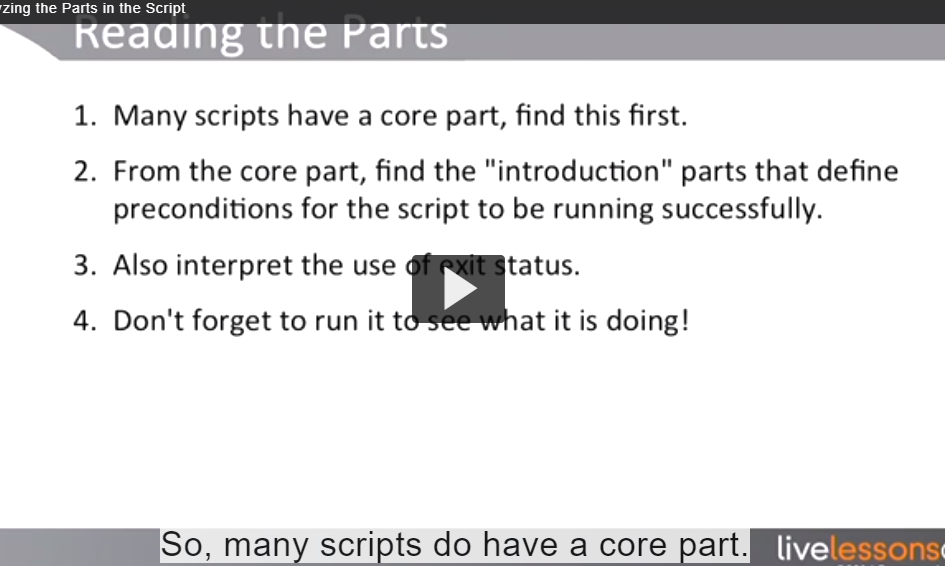 yzing the Parts in the Script
Reading the Parts
1. Many scripts have a core part, find this first.
2. From the core part, find the "introduction" parts that define
preconditions for the script to be running successfully.
3. Also interpret the use of exit status.
4. Don't forget to run it to see what it is doing!
So, many scripts do have a core part.
livelessons